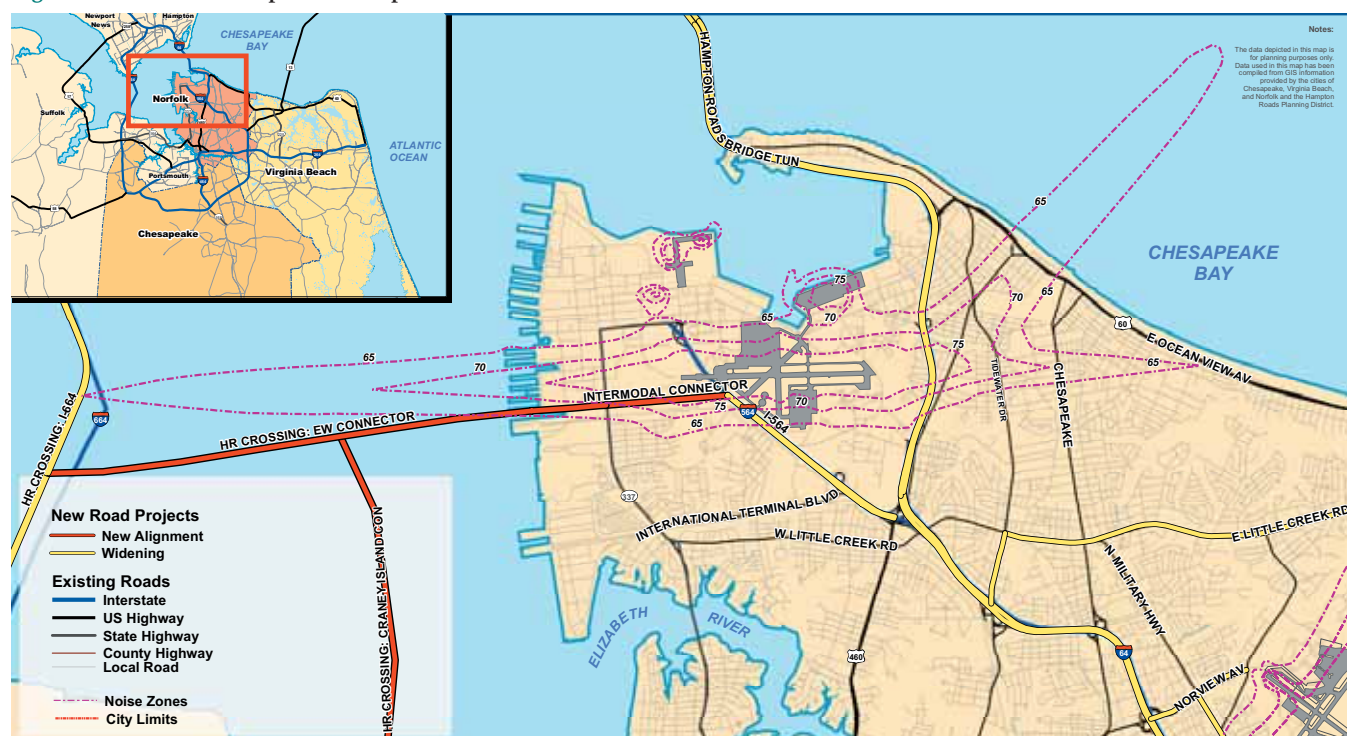 Newport
News
Hampton
CHESAPEAKE
BAY
Norfolk
Suffolk
Portsmouth
Virginia Beach
ATLANTIC
OCEAN
Chesapeake
Notes:
The data depicted in this map is
for planning purposes only.
Data used in this map has been
compiled from GIS information
provided by the cities of
Chesapeake, Virginia Beach,
and Norfolk and the Hampton
Roads Planning District.
HAMPTON ROADS BRIDGE TUN
CHESAPEAKE
BAY
65
65
70
75
70
65
65
70
75
65
60
E OCEAN VIEW AV
TIDEWATER DR
CHESAPEAKE
INTERMODAL CONNECTOR
75
70
65
564
I-564
HR CROSSING: I-664
664
HR CROSSING: EW CONNECTOR
HR CROSSING: CRANEY ISLAND CON
337
INTERNATIONAL TERMINAL BLVD
W LITTLE CREEK RD
E LITTLE CREEK RD
N MILITARY HWY
ELIZABETH
RIVER
460
64
NORVIEW AV
New Road Projects
New Alignment
Widening
Existing Roads
Interstate
US Highway
State Highway
County Highway
Local Road
Noise Zones
City Limits